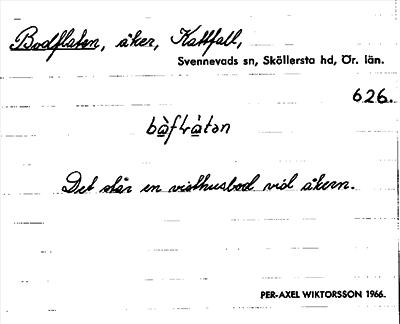 Bodflaten, åker, Kattfall,
Svennevads sn, Sköllersta hd, Ör. län.
626.
Det står en visthusbod vid åkern.
PER-AXEL WIKTORSSON 1966.